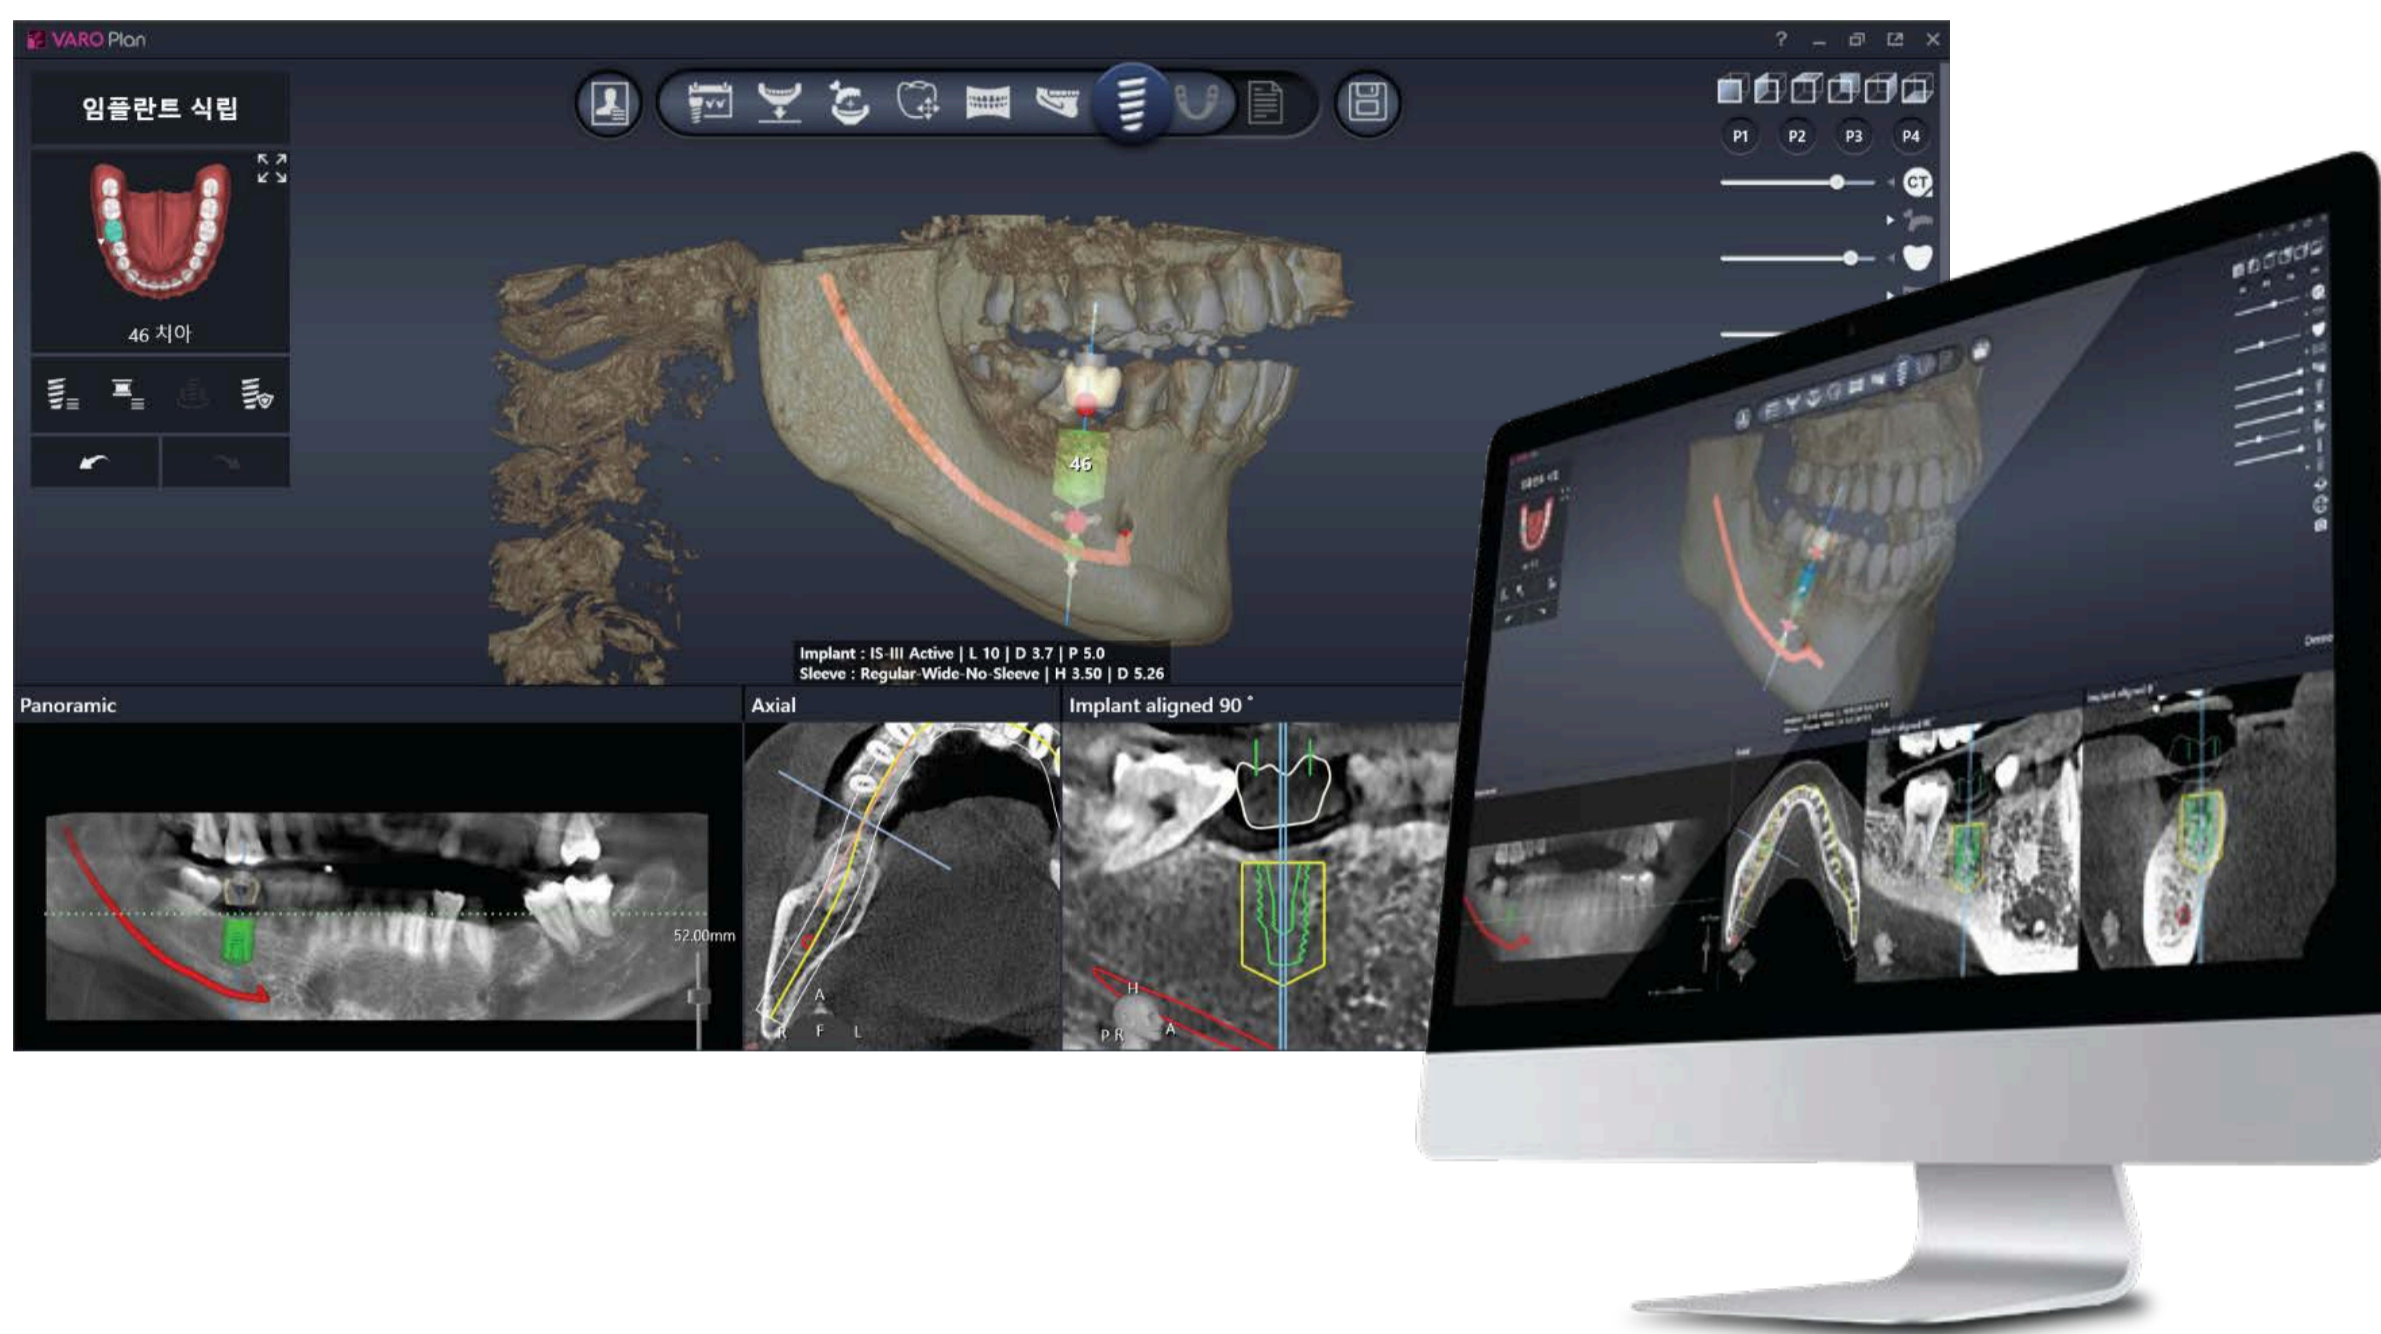 VARO Plan
?
임플란트 식립
P1 P2 P3 P4
CT
46 치아
46
Implant : IS-III Active | L 10 | D 3.7 | P 5.0
Sleeve : Regular-Wide-No-Sleeve | H 3.50 | D 5.26
Panoramic
Axial
Implant aligned 90 °
52.00mm
A
R F L
H
P R A